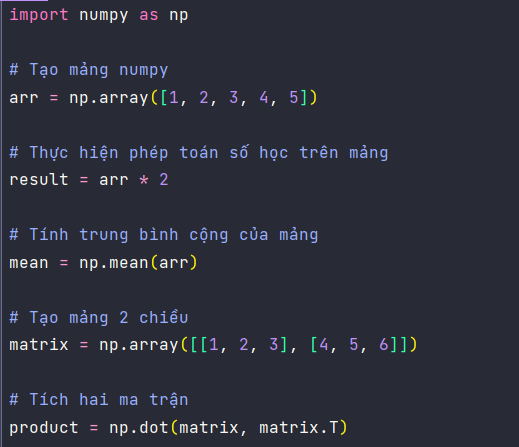 import numpy as np
# Tạo mảng numpy
arr = np.array([1, 2, 3, 4, 5])
# Thực hiện phép toán số học trên mảng
result = arr * 2
# Tính trung bình cộng của mảng
mean = np.mean(arr)
# Tạo mảng 2 chiều
matrix = np.array([[1, 2, 3], [4, 5, 6]])
# Tích hai ma trận
product = np.dot(matrix, matrix.T)